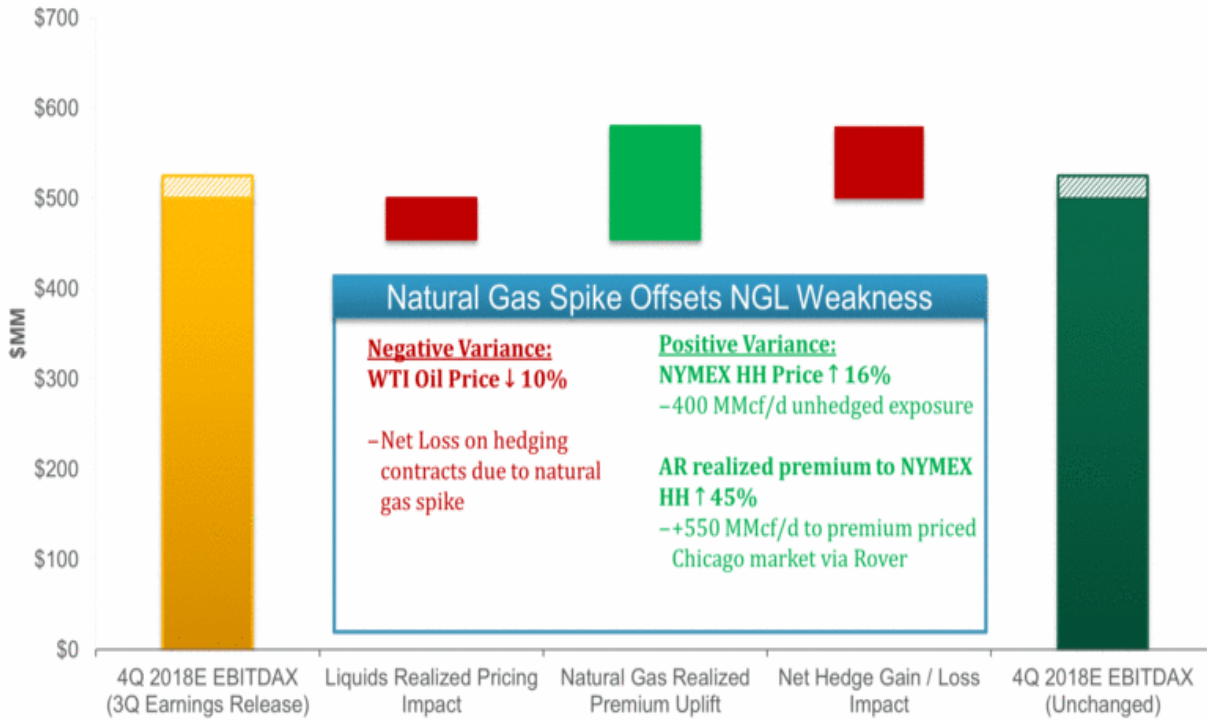 $700
$600
$500
$400
$300
$200
$100
$0
$MM
Natural Gas Spike Offsets NGL Weakness
Negative Variance:
WTI Oil Price ↓ 10%
–Net Loss on hedging
contracts due to natural
gas spike
Positive Variance:
NYMEX HH Price ↑ 16%
–400 MMcf/d unhedged exposure
AR realized premium to NYMEX
HH ↑ 45%
–+550 MMcf/d to premium priced
Chicago market via Rover
4Q 2018E EBITDAX
(3Q Earnings Release)
Liquids Realized Pricing
Impact
Natural Gas Realized
Premium Uplift
Net Hedge Gain / Loss
Impact
4Q 2018E EBITDAX
(Unchanged)